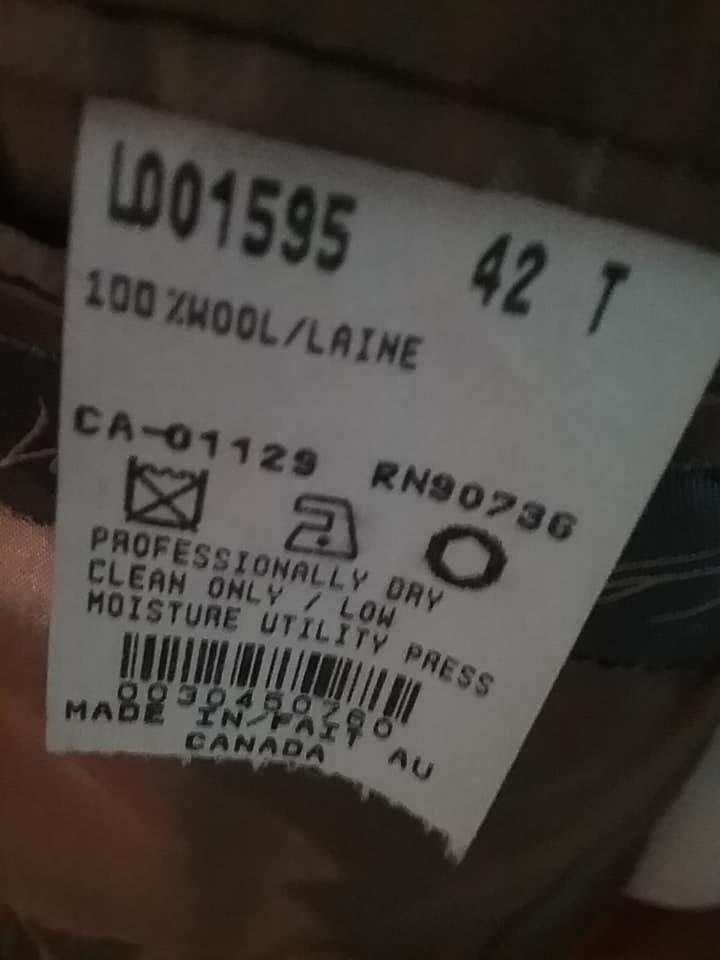 LD01595 42 T
100%WOOL/LAINE
CA-01129 RN90736
PROFESSIONALLY DRY
CLEAN ONLY / LOW
MOISTURE UTILITY PRESS
0030450760
MADE IN/FAIT AU
CANADA